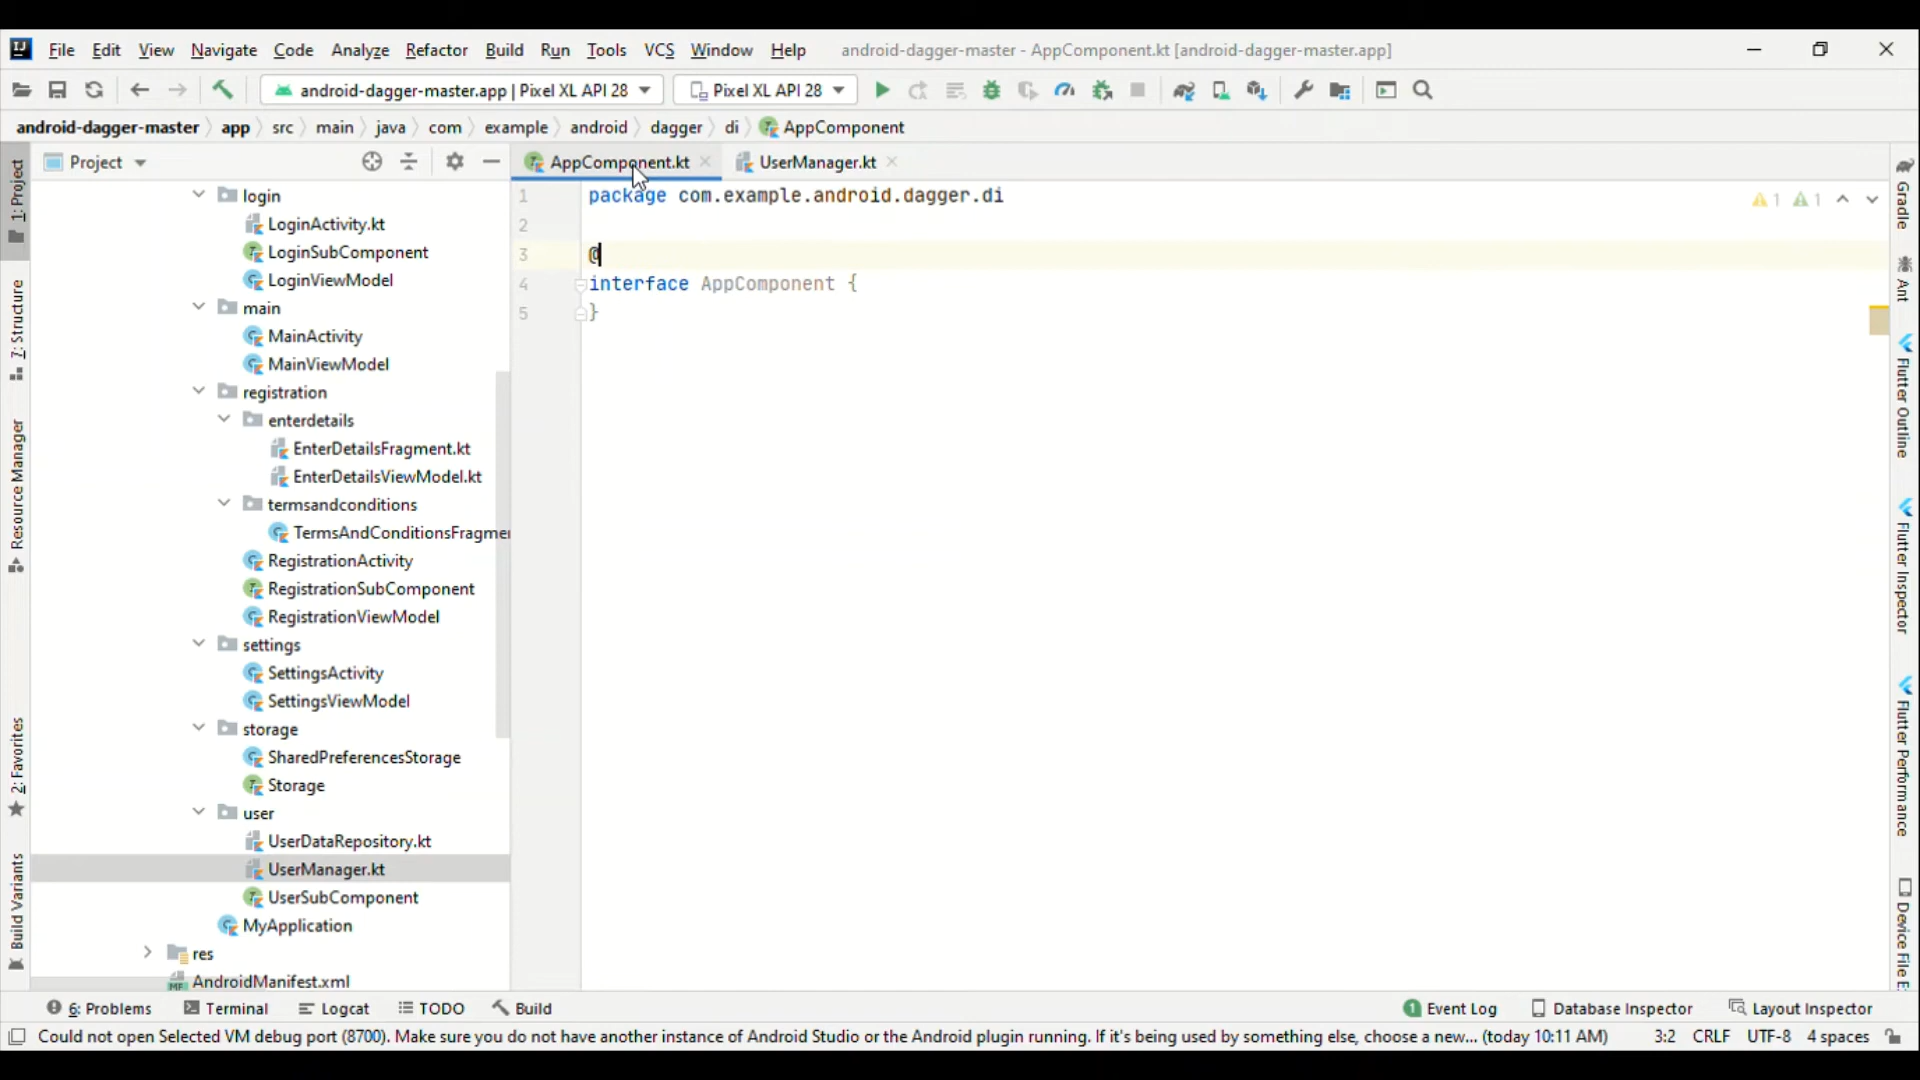 File Edit View Navigate Code Analyze Refactor Build Run Tools VCS Window Help android-dagger-master - AppComponent.kt [android-dagger-master.app]
android-dagger-master.app | Pixel XL API 28 Pixel XL API 28
android-dagger-master app src main java com example android dagger di AppComponent
Project
AppComponent.kt UserManager.kt
1: Project
7: Structure
Resource Manager
2: Favorites
Build Variants
login
LoginActivity.kt
LoginSubComponent
LoginViewModel
main
MainActivity
MainViewModel
registration
enterdetails
EnterDetailsFragment.kt
EnterDetailsViewModel.kt
termsandconditions
TermsAndConditionsFragmen
RegistrationActivity
RegistrationSubComponent
RegistrationViewModel
settings
SettingsActivity
SettingsViewModel
storage
SharedPreferencesStorage
Storage
user
UserDataRepository.kt
UserManager.kt
UserSubComponent
MyApplication
res
AndroidManifest.xml
1 package com.example.android.dagger.di
2
3 @
4 interface AppComponent {
5 }
1 1
Gradle
Ant
Flutter Outline
Flutter Inspector
Flutter Performance
Device File E
6: Problems Terminal Logcat TODO Build 1 Event Log Database Inspector Layout Inspector
Could not open Selected VM debug port (8700). Make sure you do not have another instance of Android Studio or the Android plugin running. If it's being used by something else, choose a new... (today 10:11 AM) 3:2 CRLF UTF-8 4 spaces